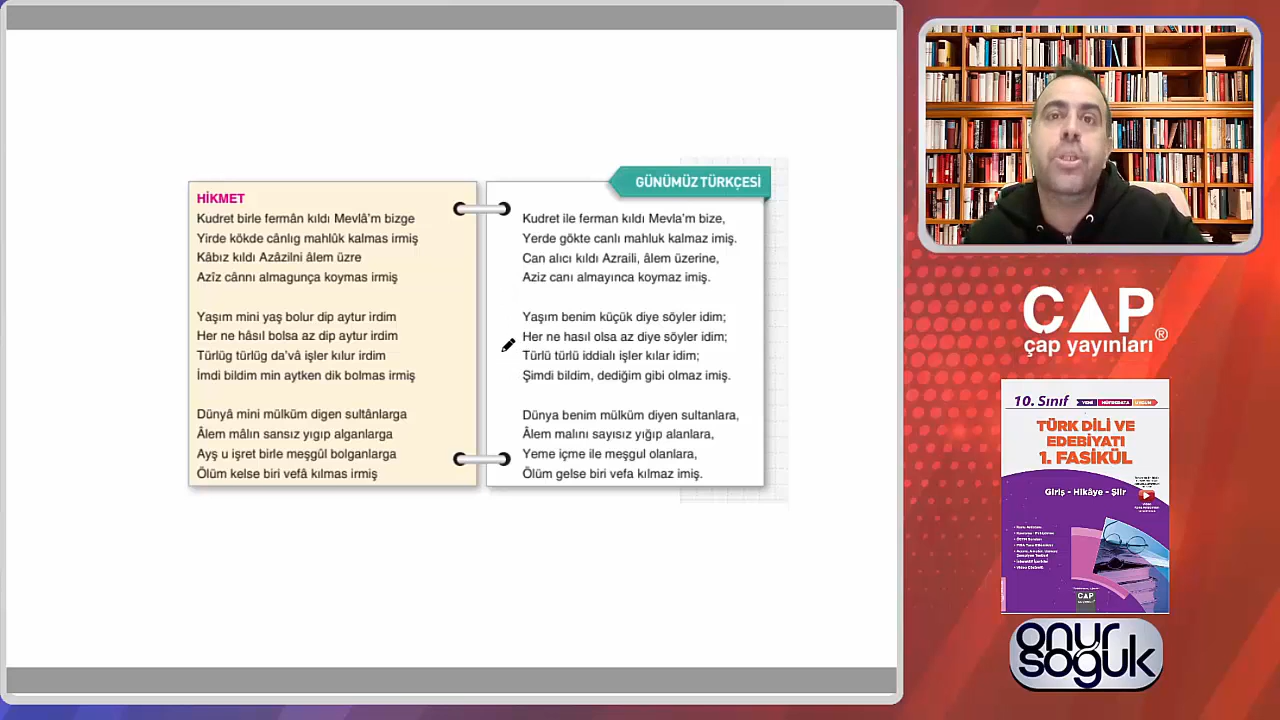 HİKMET
Kudret birle fermân kıldı Mevlâ'm bizge
Yirde kökde cânlıg mahlûk kalmas irmiş
Kâbız kıldı Azâzilni âlem üzre
Azîz cânnı almagunça koymas irmiş
Yaşım mini yaş bolur dip aytur irdim
Her ne hâsıl bolsa az dip aytur irdim
Türlüg türlüg da'vâ işler kılur irdim
İmdi bildim min aytken dik bolmas irmiş
Dünyâ mini mülküm digen sultânlarga
Âlem mâlın sansız yıgıp alganlarga
Ayş u işret birle meşgûl bolganlarga
Ölüm kelse biri vefâ kılmas irmiş
GÜNÜMÜZ TÜRKÇESİ
Kudret ile ferman kıldı Mevla'm bize,
Yerde gökte canlı mahluk kalmaz imiş.
Can alıcı kıldı Azraili, âlem üzerine,
Aziz canı almayınca koymaz imiş.
Yaşım benim küçük diye söyler idim;
Her ne hasıl olsa az diye söyler idim;
Türlü türlü iddialı işler kılar idim;
Şimdi bildim, dediğim gibi olmaz imiş.
Dünya benim mülküm diyen sultanlara,
Âlem malını sayısız yığıp alanlara,
Yeme içme ile meşgul olanlara,
Ölüm gelse biri vefa kılmaz imiş.
ÇAP
çap yayınları®
10. Sınıf
YENİ MÜFREDATA UYGUN
TÜRK DİLİ VE
EDEBİYATI
1. FASİKÜL
Giriş - Hikâye - Şiir
ÇAP
onur
soğuk